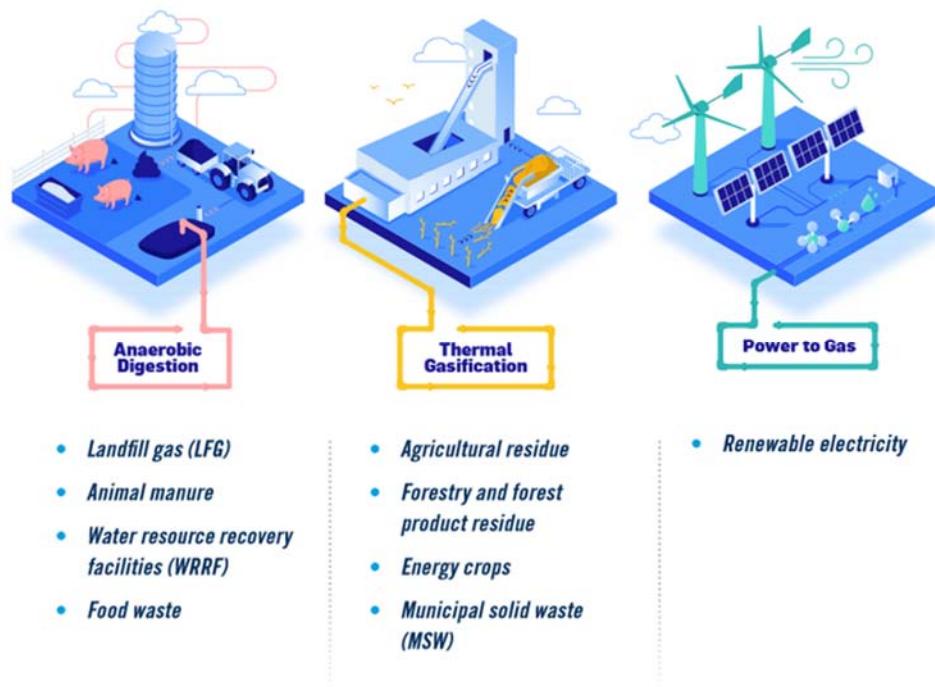 Anaerobic
Digestion
Thermal
Gasification
Power to Gas
• Landfill gas (LFG)
• Animal manure
• Water resource recovery
facilities (WRRF)
• Food waste
• Agricultural residue
• Forestry and forest
product residue
• Energy crops
• Municipal solid waste
(MSW)
• Renewable electricity